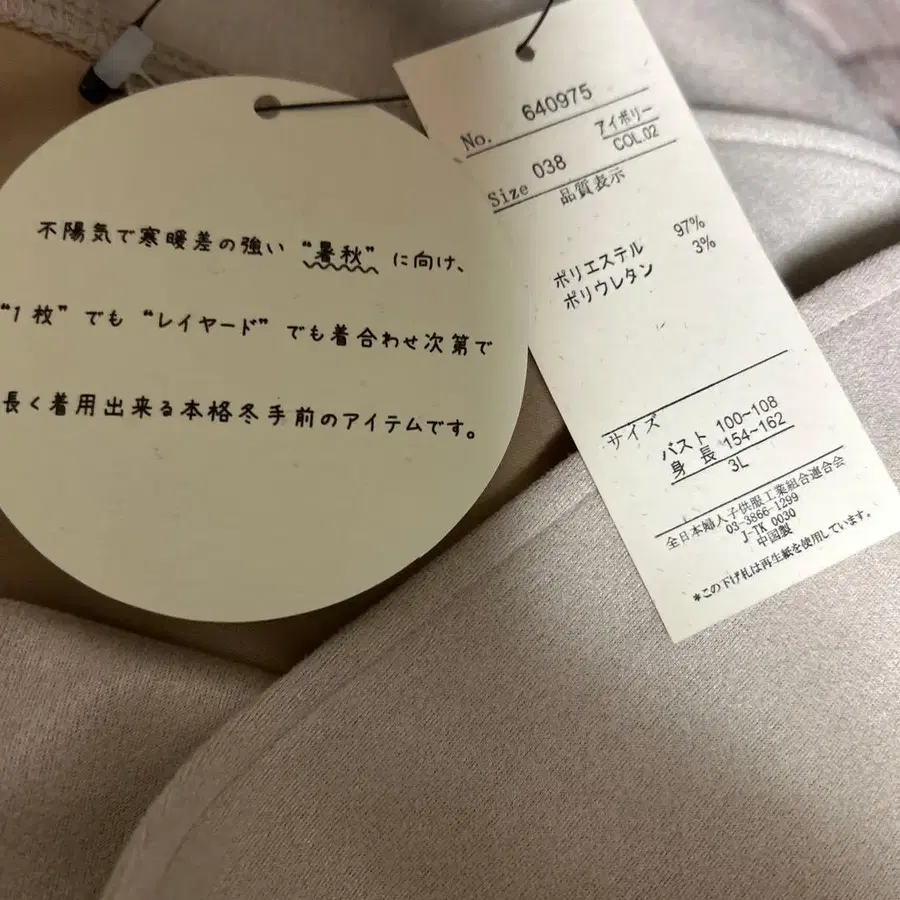 不陽気で寒暖差の強い “暑秋” に向け、
“1枚” でも “レイヤード” でも着合わせ次第で
長く着用出来る本格冬手前のアイテムです。
No. 640975
アイボリー
COL.02
Size 038
品質表示
ポリエステル 97%
ポリウレタン 3%
サイズ
バスト 100~108
身長 154~162
3L
全日本婦人子供服工業組合連合会
03-3866-1299
J-TK 0030
中国製
*この下げ札は再生紙を使用しています。